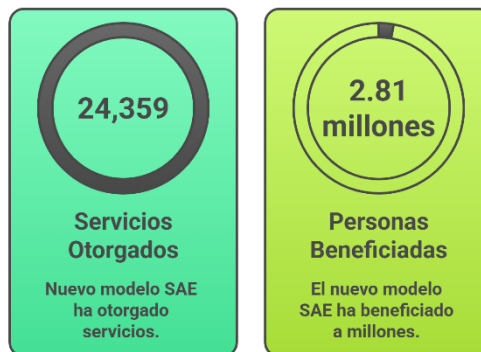 24,359
Servicios
Otorgados
Nuevo modelo SAE
ha otorgado
servicios.
2.81
millones
Personas
Beneficiadas
El nuevo modelo
SAE ha beneficiado
a millones.